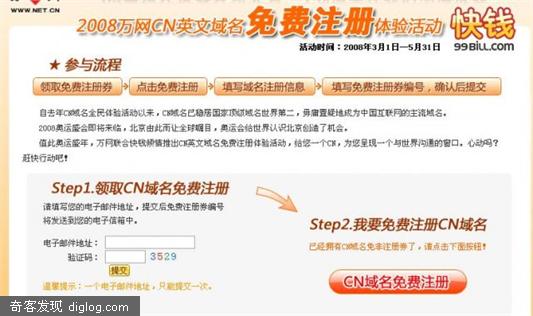 WWW.NET.CN
2008万网CN英文域名免费注册体验活动
快钱
99BILL.COM
活动时间:2008年3月1日—5月31日
参与流程
领取免费注册券
点击免费注册
填写域名注册信息
填写免费注册券编号,确认后提交
自去年CN域名全民体验活动以来,CN域名已稳居国家顶级域名世界第二,毋庸置疑地成为中国互联网的主流域名。
2008奥运盛会即将来临,北京由此而让全球瞩目,奥运会给世界认识北京创造了机会。
值此奥运盛年,万网联合快钱倾情推出CN英文域名免费注册体验活动,给您一个CN,为您呈现一个与世界沟通的窗口。心动吗?
赶快行动吧!
Step1.领取CN域名免费注册
请填写您的电子邮件地址,提交后免费注册券编号
将发送到您的电子信箱中。
电子邮件地址:
验证码: 3529
提交
温馨提示:一个电子邮件地址,只能提交一次。
Step2.我要免费注册CN域名
已经拥有CN域名免非注册券了,请点击下面按钮!
CN域名免费注册
奇客发现 diglog.com